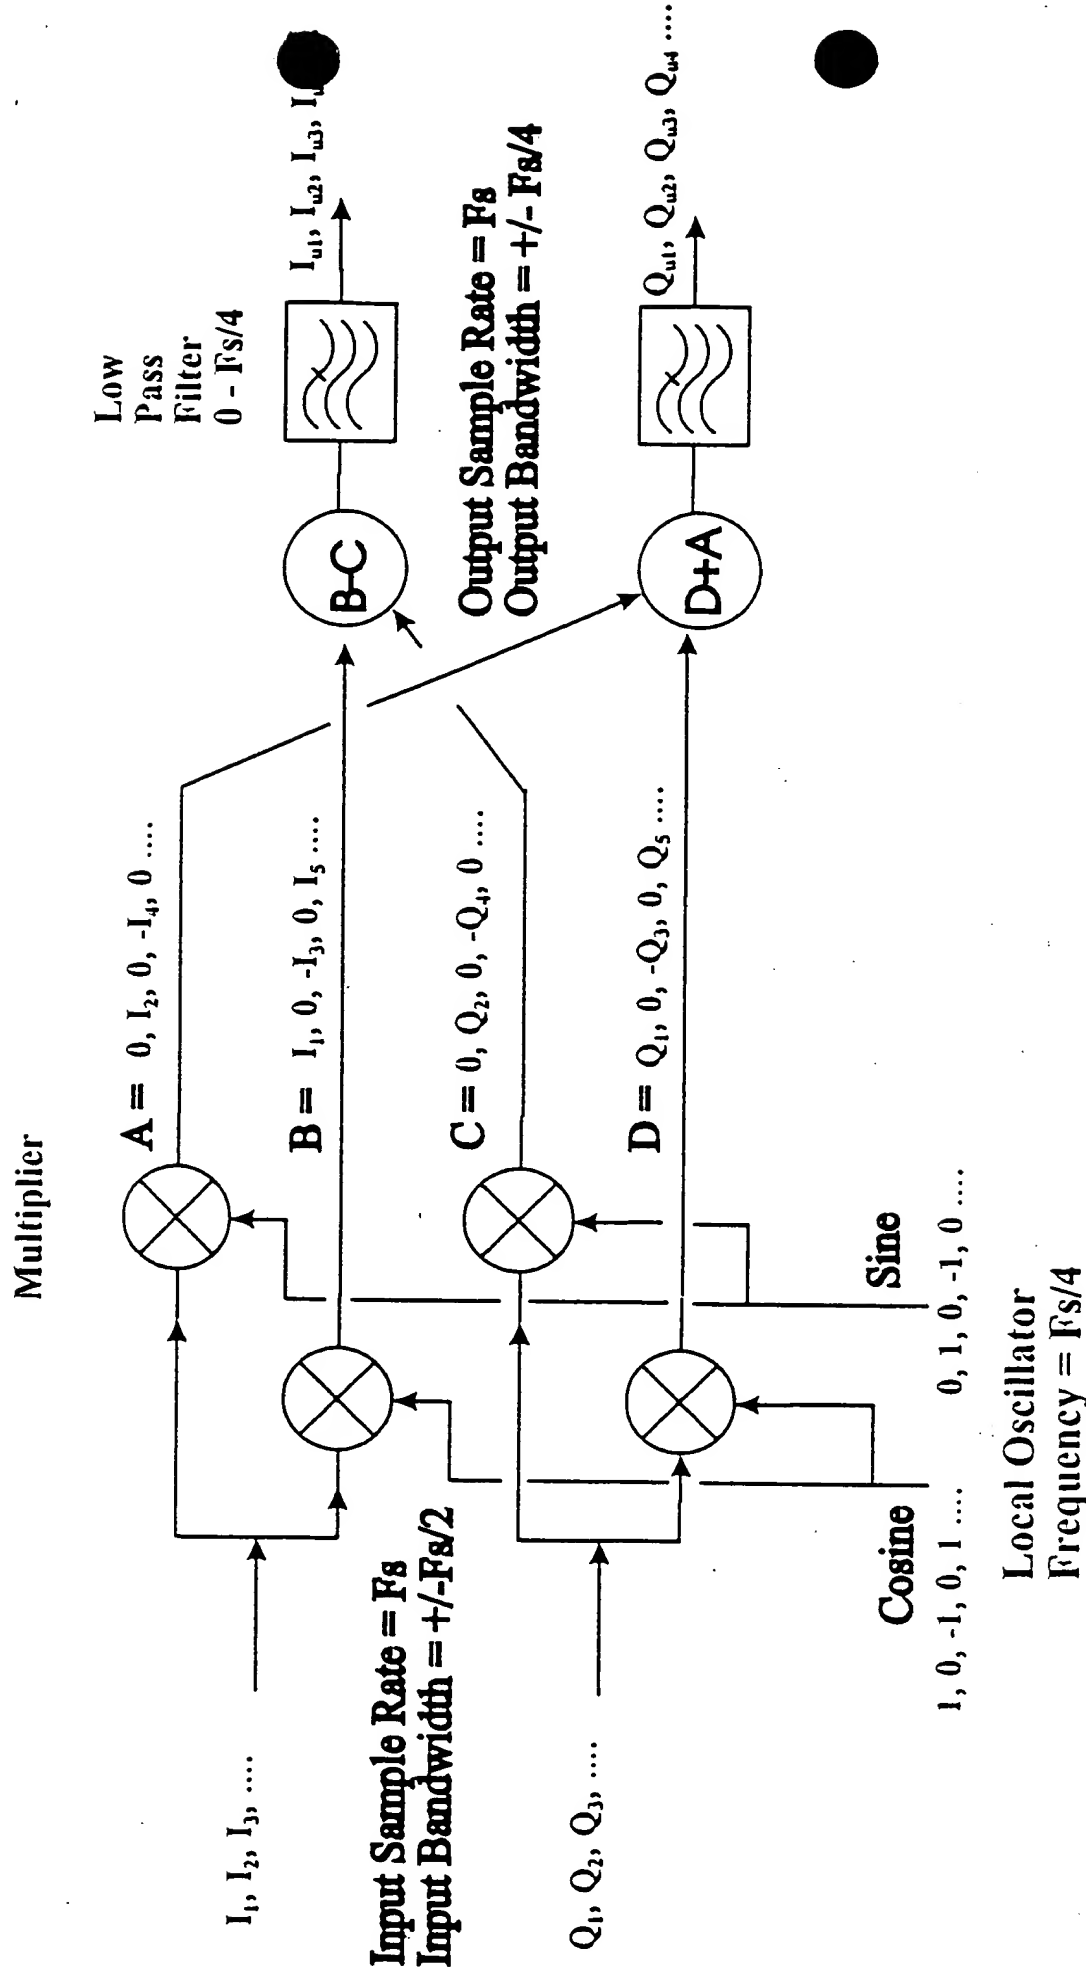 Multiplier
Low
Pass
Filter
0 - Fs/4
I₁, I₂, I₃, ....
A = 0, I₂, 0, -I₄, 0 ....
B = I₁, 0, -I₃, 0, I₅ ....
B-C
Iᵤ₁, Iᵤ₂, Iᵤ₃,
Input Sample Rate = Fs
Input Bandwidth = +/-Fs/2
Output Sample Rate = Fs
Output Bandwidth = +/- Fs/4
Q₁, Q₂, Q₃, ....
C = 0, Q₂, 0, -Q₄, 0 ....
D = Q₁, 0, -Q₃, 0, Q₅ ....
D+A
Qᵤ₁, Qᵤ₂, Qᵤ₃, Qᵤ₄ ....
Cosine
1, 0, -1, 0, 1 ....
Sine
0, 1, 0, -1, 0 ....
Local Oscillator
Frequency = Fs/4